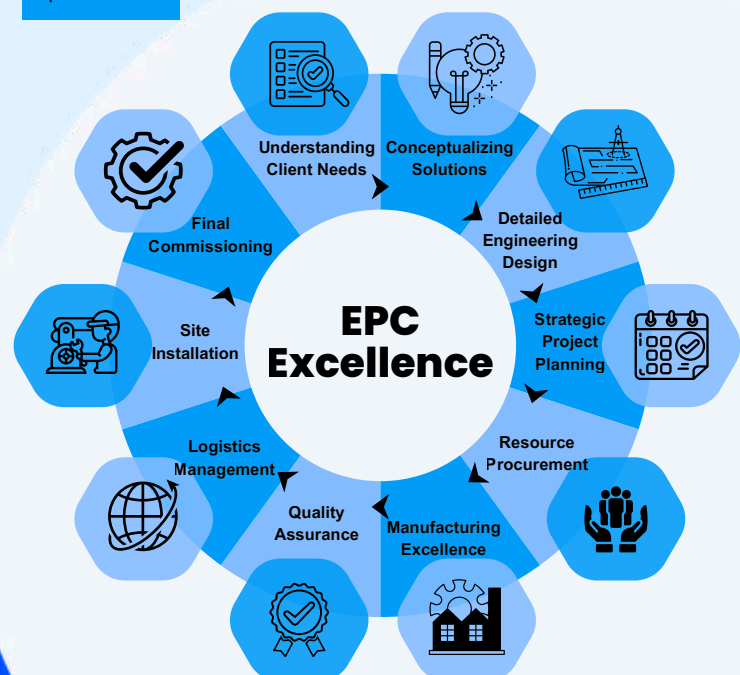 EPC
Excellence
Understanding
Client Needs
Conceptualizing
Solutions
Detailed
Engineering
Design
Strategic
Project
Planning
Resource
Procurement
Manufacturing
Excellence
Quality
Assurance
Logistics
Management
Site
Installation
Final
Commissioning